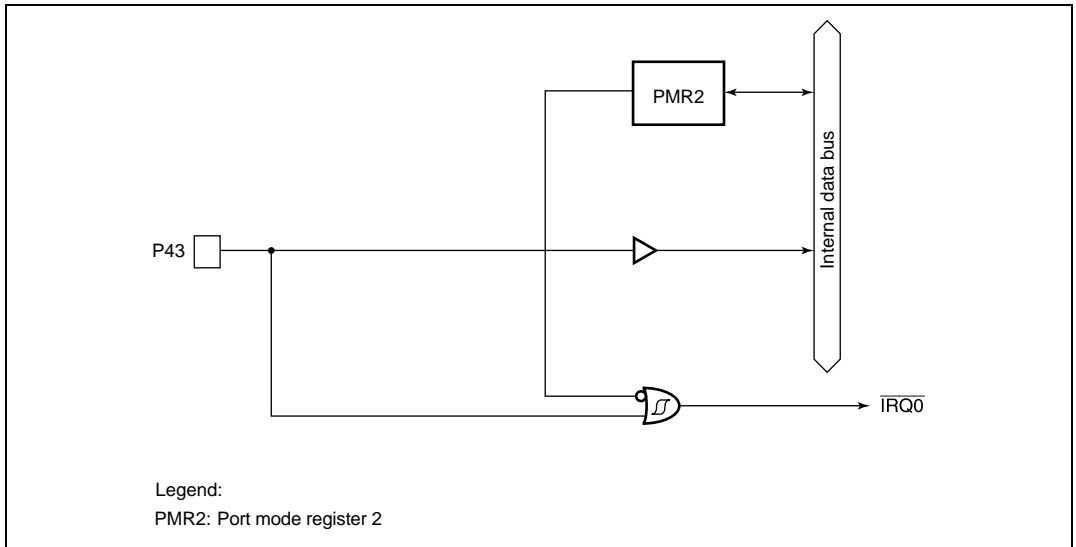 PMR2
Internal data bus
P43
IRQ0
Legend:
PMR2: Port mode register 2